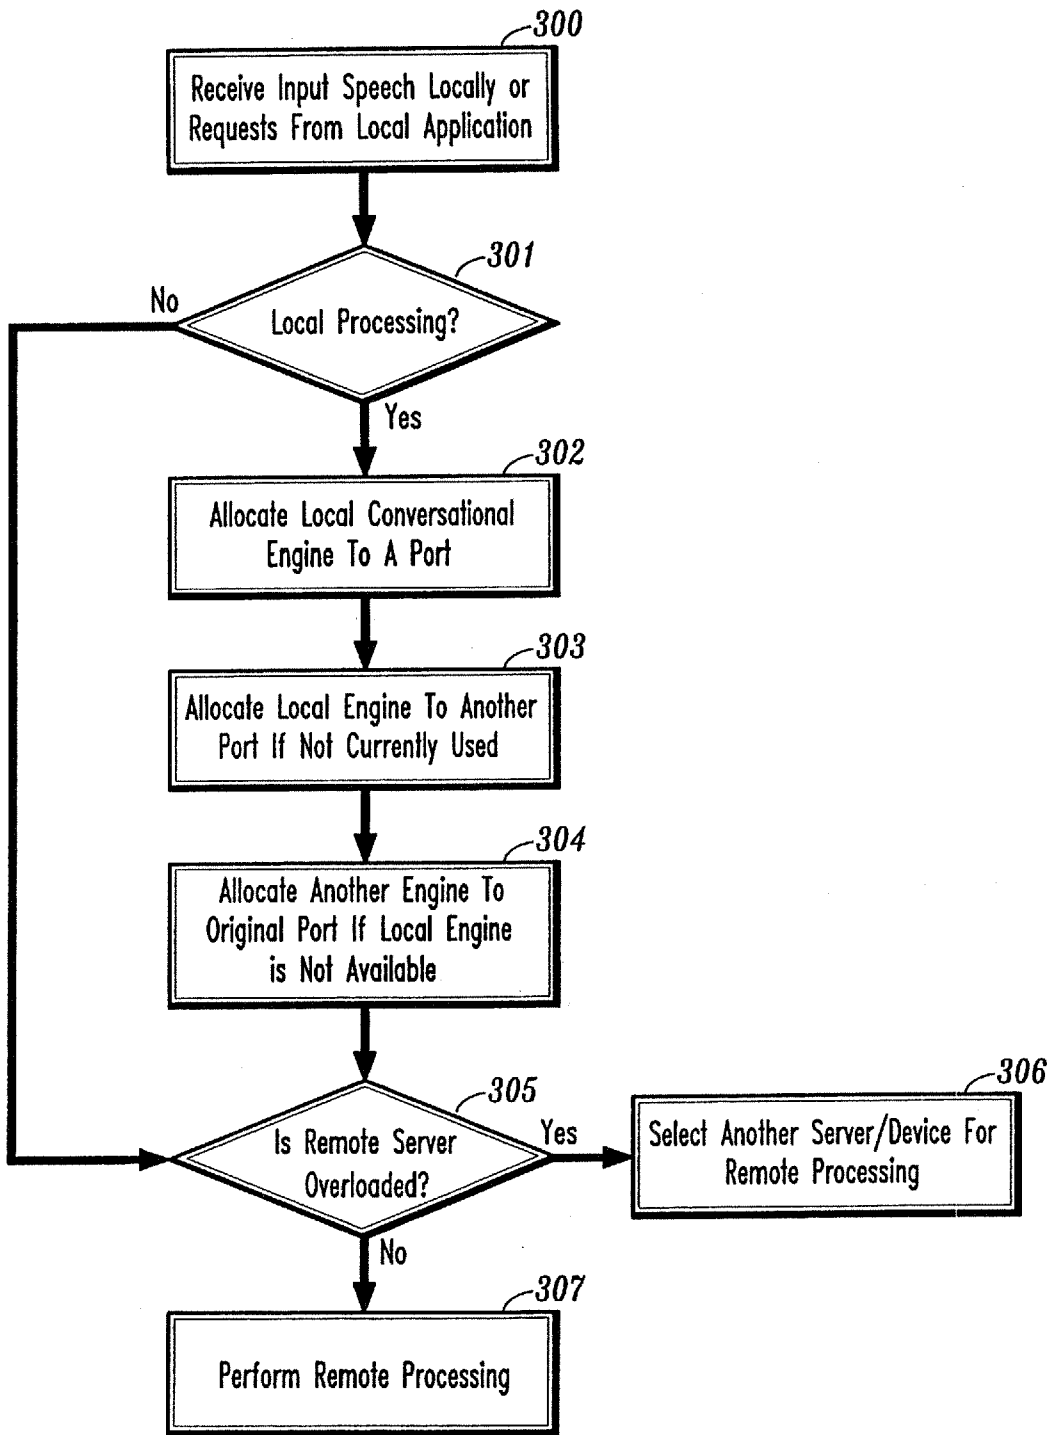 300
Receive Input Speech Locally or
Requests From Local Application
301
No
Local Processing?
Yes
302
Allocate Local Conversational
Engine To A Port
303
Allocate Local Engine To Another
Port If Not Currently Used
304
Allocate Another Engine To
Original Port If Local Engine
is Not Available
305
Is Remote Server
Overloaded?
Yes
306
Select Another Server/Device For
Remote Processing
No
307
Perform Remote Processing